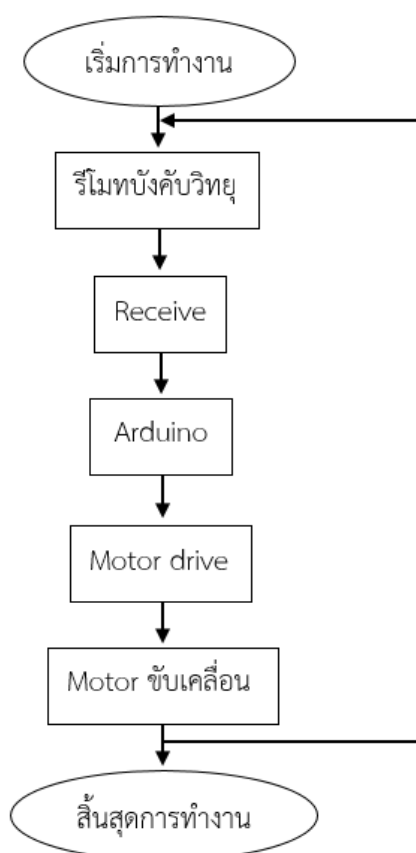 เริ่มการทำงาน
รีโมทบังคับวิทยุ
Receive
Arduino
Motor drive
Motor ขับเคลื่อน
สิ้นสุดการทำงาน